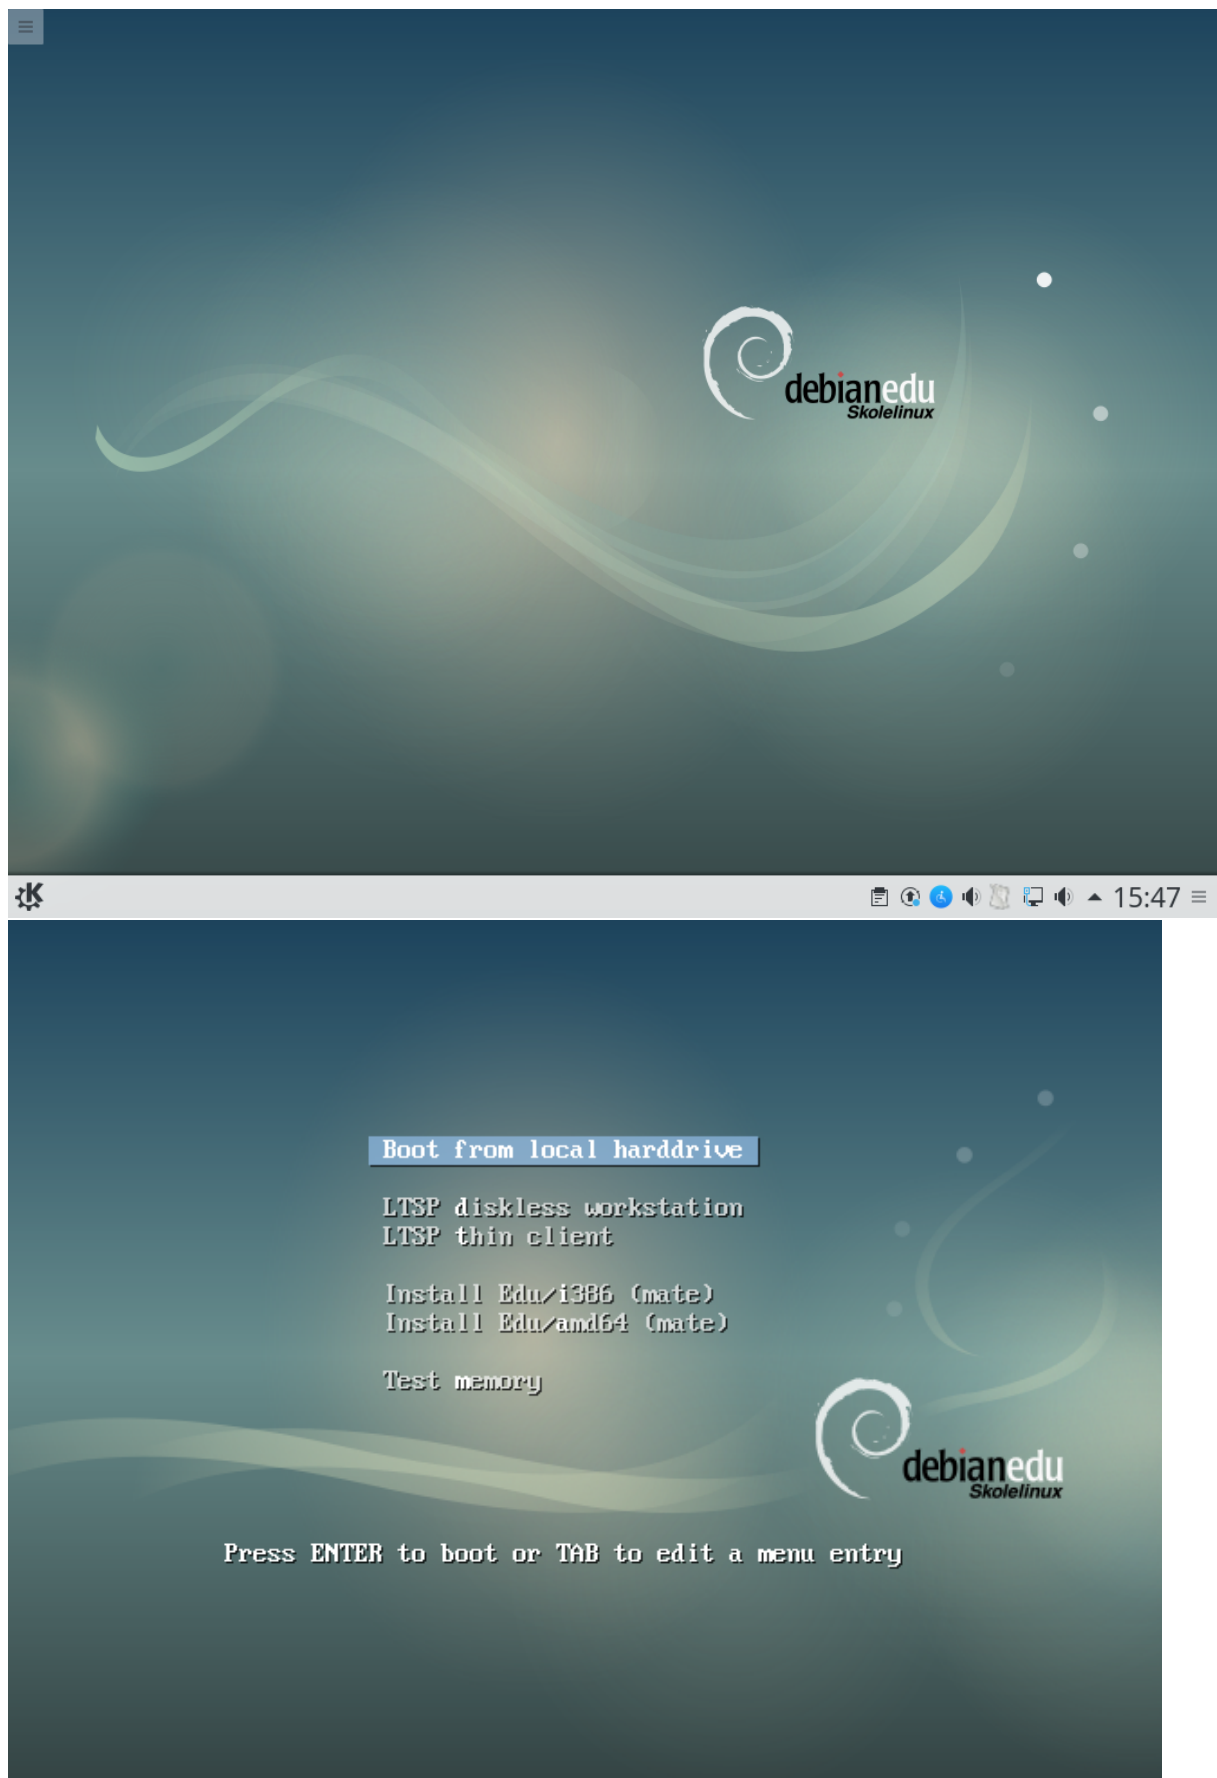 debianedu
Skolelinux
15:47
Boot from local harddrive
LTSP diskless workstation
LTSP thin client
Install Edu/i386 (mate)
Install Edu/amd64 (mate)
Test memory
debianedu
Skolelinux
Press ENTER to boot or TAB to edit a menu entry